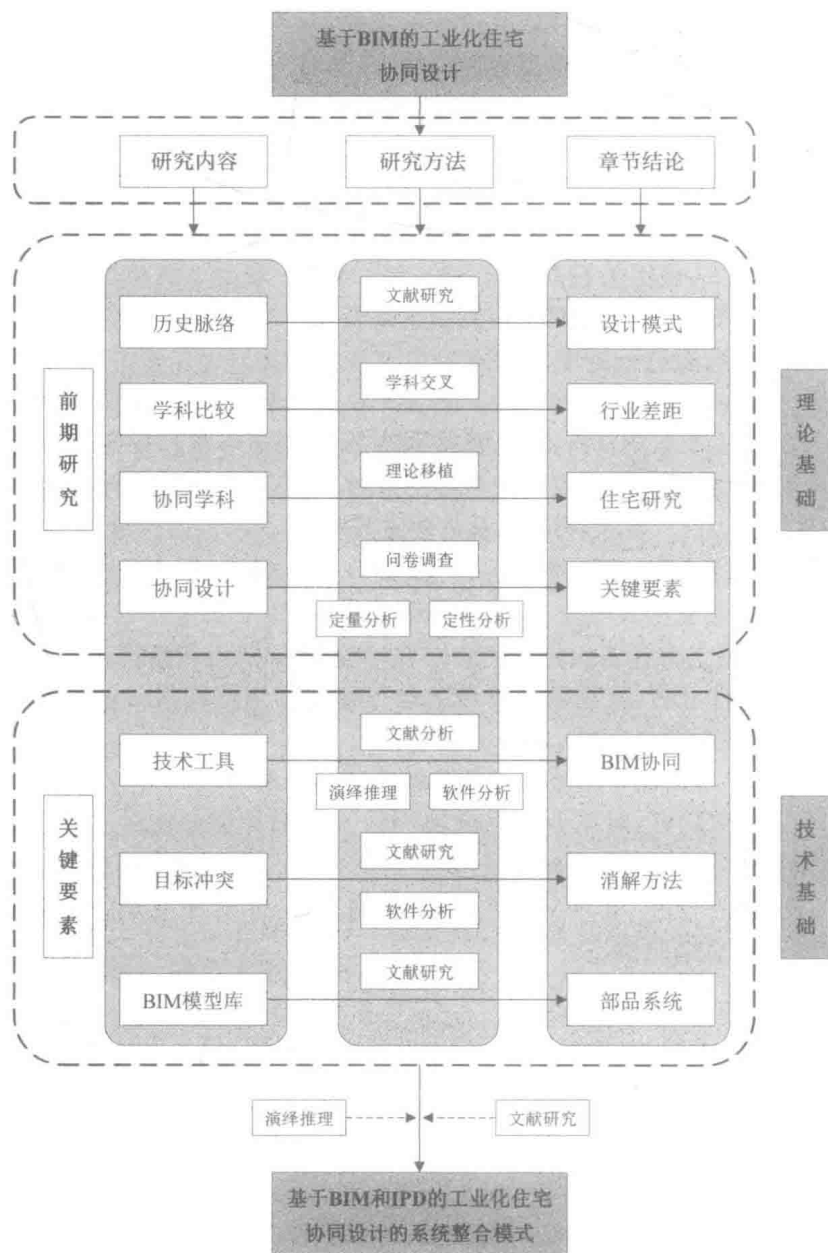 基于BIM的工业化住宅
协同设计
研究内容
研究方法
章节结论
前期研究
历史脉络
文献研究
设计模式
学科比较
学科交叉
行业差距
协同学科
理论移植
住宅研究
协同设计
问卷调查
关键要素
定量分析
定性分析
理论基础
关键要素
技术工具
文献分析
BIM协同
演绎推理
软件分析
目标冲突
文献研究
消解方法
软件分析
BIM模型库
文献研究
部品系统
技术基础
演绎推理
文献研究
基于BIM和IPD的工业化住宅
协同设计的系统整合模式